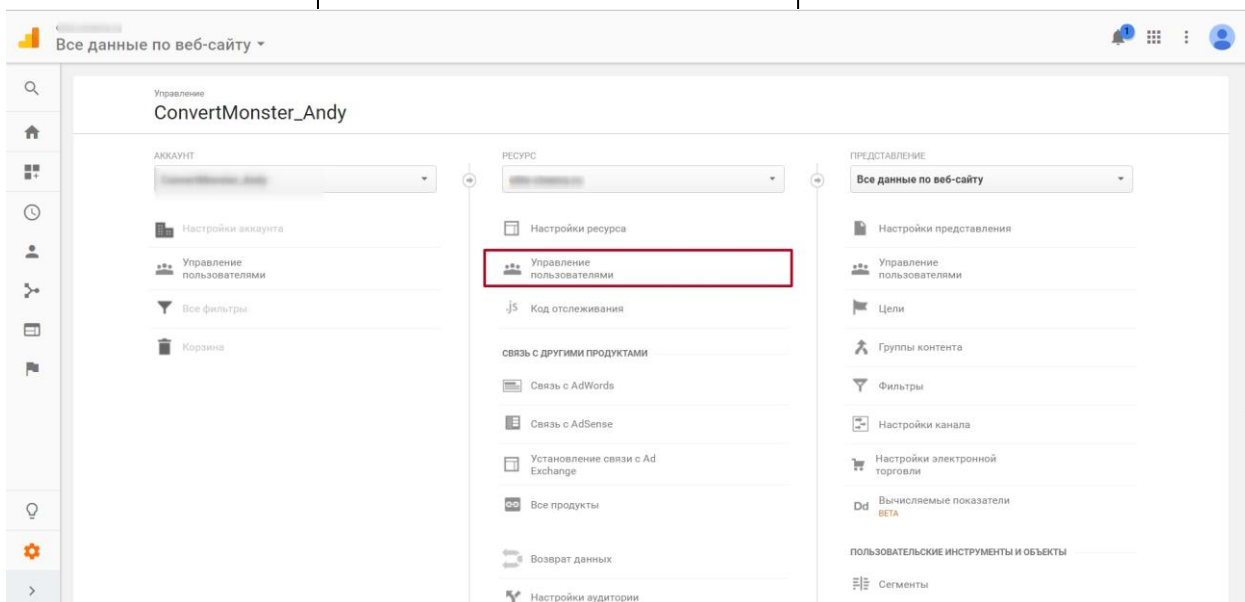 Все данные по веб-сайту
1
Управление
ConvertMonster_Andy
АККАУНТ
Настройки аккаунта
Управление
пользователями
Все фильтры
Корзина
РЕСУРС
Настройки ресурса
Управление
пользователями
.js Код отслеживания
СВЯЗЬ С ДРУГИМИ ПРОДУКТАМИ
Связь с AdWords
Связь с AdSense
Установление связи с Ad
Exchange
Все продукты
Возврат данных
Настройки аудитории
ПРЕДСТАВЛЕНИЕ
Все данные по веб-сайту
Настройки представления
Управление
пользователями
Цели
Группы контента
Фильтры
Настройки канала
Настройки электронной
торговли
Dd Вычисляемые показатели
BETA
ПОЛЬЗОВАТЕЛЬСКИЕ ИНСТРУМЕНТЫ И ОБЪЕКТЫ
Сегменты